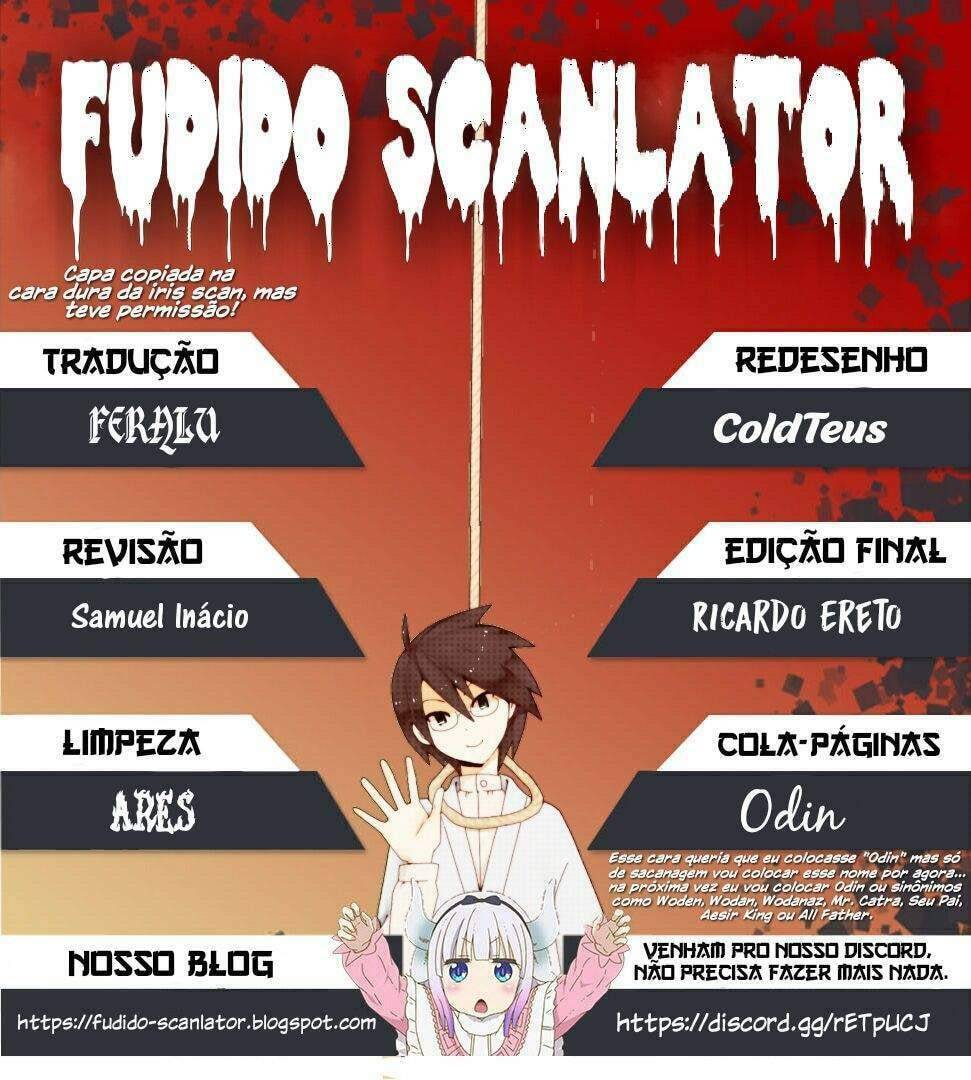 FUDIDO SCANLATOR
Capa copiada na
cara dura da iris scan, mas
teve permissão!
TRADUÇÃO
FERALU
REDESENHO
ColdTeus
REVISÃO
Samuel Inácio
EDIÇÃO FINAL
RICARDO ERETO
LIMPEZA
ARES
COLA-PÁGINAS
Odin
Esse cara queria que eu colocasse "Odin" mas só
de sacanagem vou colocar esse nome por agora...
na próxima vez eu vou colocar Odin ou sinônimos
como Woden, Wodan, Wodanaz, Mr. Catra, Seu Pai,
Aesir King ou All Father.
NOSSO BLOG
https://fudido-scanlator.blogspot.com
VENHAM PRO NOSSO DISCORD,
NÃO PRECISA FAZER MAIS NADA.
https://discord.gg/rETpUCJ